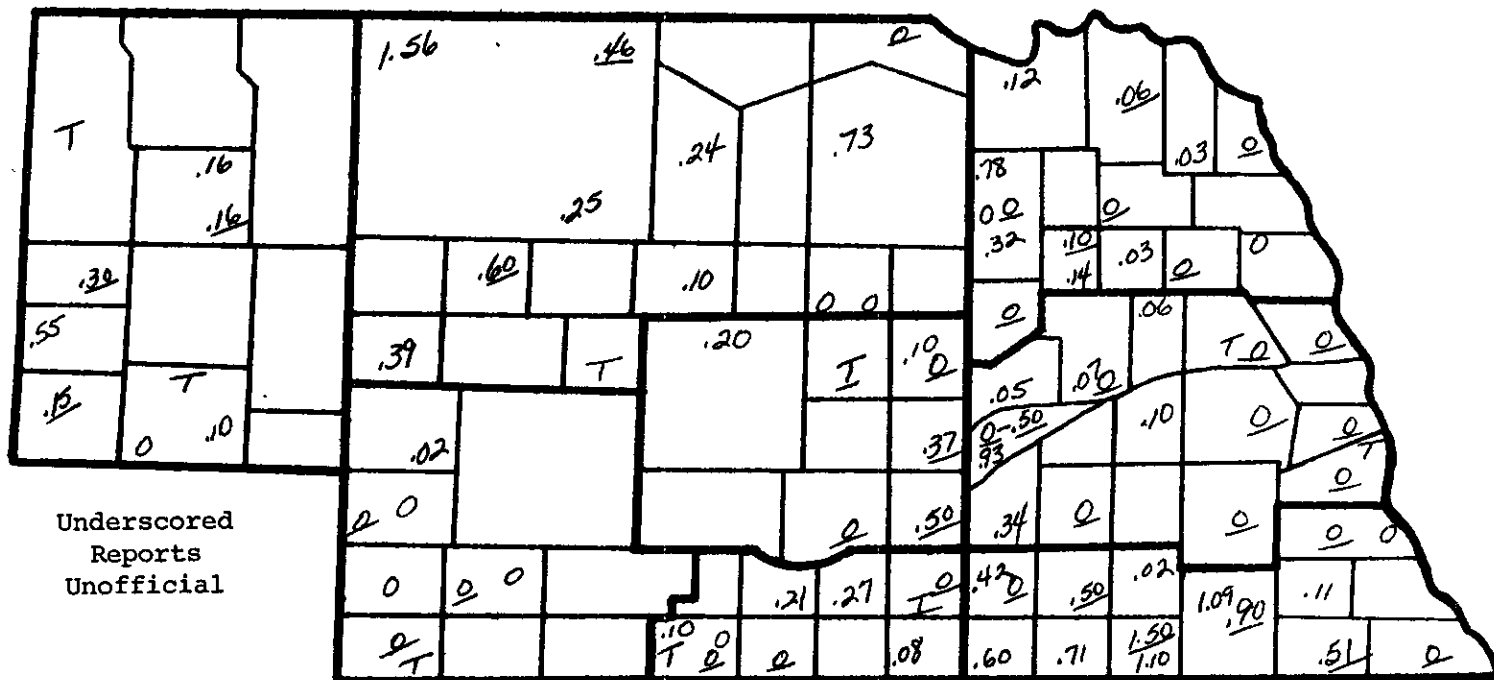 1.56 .46 0
.12 .06
T .16 .24 .73 .03 0
.16 .25 .78
0 0 0
.32 .10 .03 0 0
.30 .60 .10 0 0 .14
.55 .39 T .20 T .10 0 0 .06 T 0 0
.15 T .05 .07 0
0 .10 .02 .37 0-.50 .10 0 0
.93 T
0
Underscored
Reports
Unofficial
0 0 0 .50 .34 0 0 0 0
0 0 0 .21 .27 0 .42 0 .50 .02 1.09 .90 .11
T
0 T .10 0 .08 .60 .71 1.50 .51 0
T 0 0 1.10